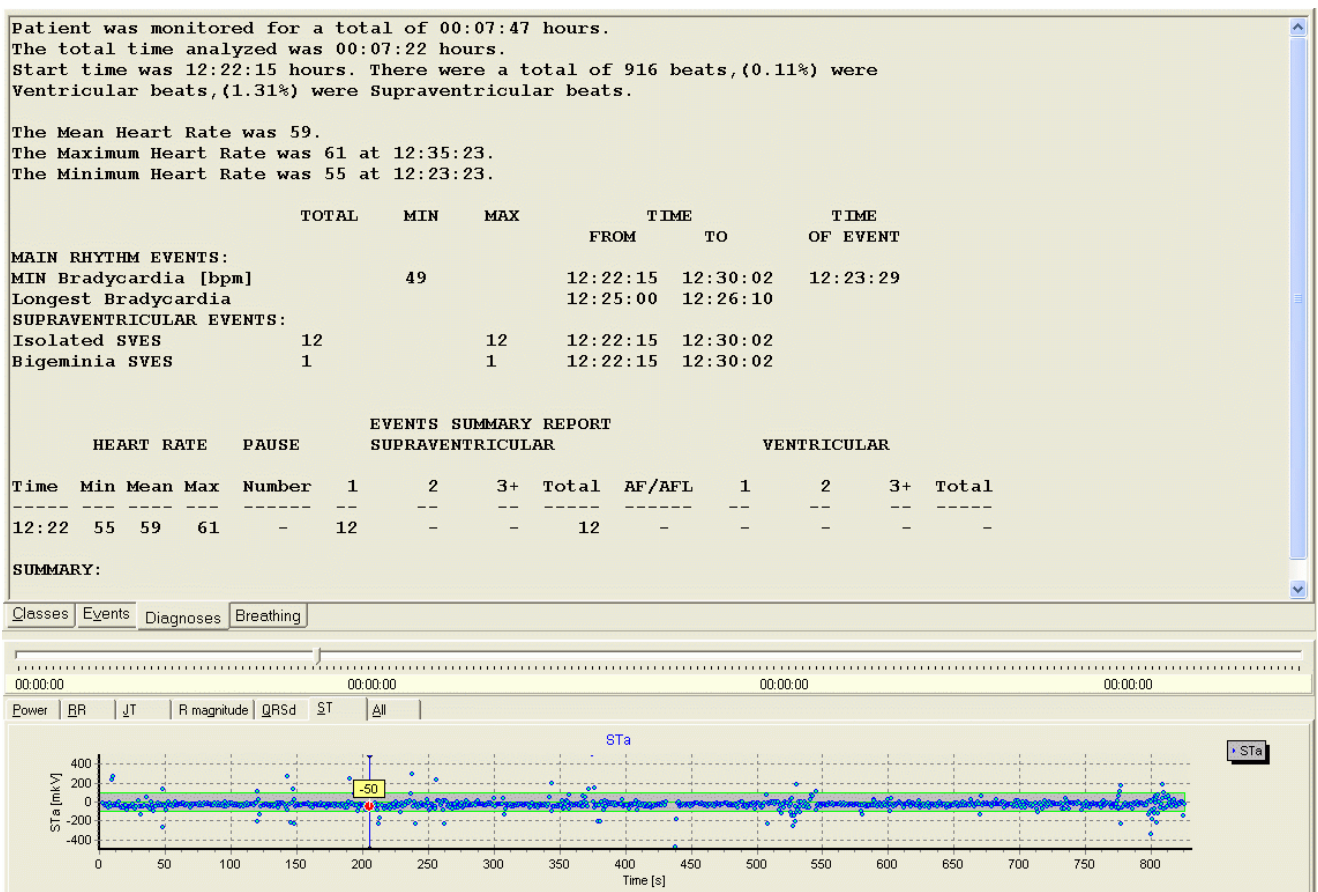 Patient was monitored for a total of 00:07:47 hours.
The total time analyzed was 00:07:22 hours.
Start time was 12:22:15 hours. There were a total of 916 beats,(0.11%) were
Ventricular beats,(1.31%) were Supraventricular beats.
The Mean Heart Rate was 59.
The Maximum Heart Rate was 61 at 12:35:23.
The Minimum Heart Rate was 55 at 12:23:23.
TOTAL MIN MAX TIME TIME
FROM TO OF EVENT
MAIN RHYTHM EVENTS:
MIN Bradycardia [bpm] 49 12:22:15 12:30:02 12:23:29
Longest Bradycardia 12:25:00 12:26:10
SUPRAVENTRICULAR EVENTS:
Isolated SVES 12 12 12:22:15 12:30:02
Bigeminia SVES 1 1 12:22:15 12:30:02
EVENTS SUMMARY REPORT
HEART RATE PAUSE SUPRAVENTRICULAR VENTRICULAR
Time Min Mean Max Number 1 2 3+ Total AF/AFL 1 2 3+ Total
----- --- ---- --- ------ -- -- -- ----- ------ -- -- -- -----
12:22 55 59 61 - 12 - - 12 - - - - -
SUMMARY:
Classes Events Diagnoses Breathing
00:00:00 00:00:00 00:00:00 00:00:00
Power RR JT R magnitude QRSd ST All
STa
STa
STa [mkV]
400
200
0
-200
-400
-50
0 50 100 150 200 250 300 350 400 450 500 550 600 650 700 750 800
Time [s]